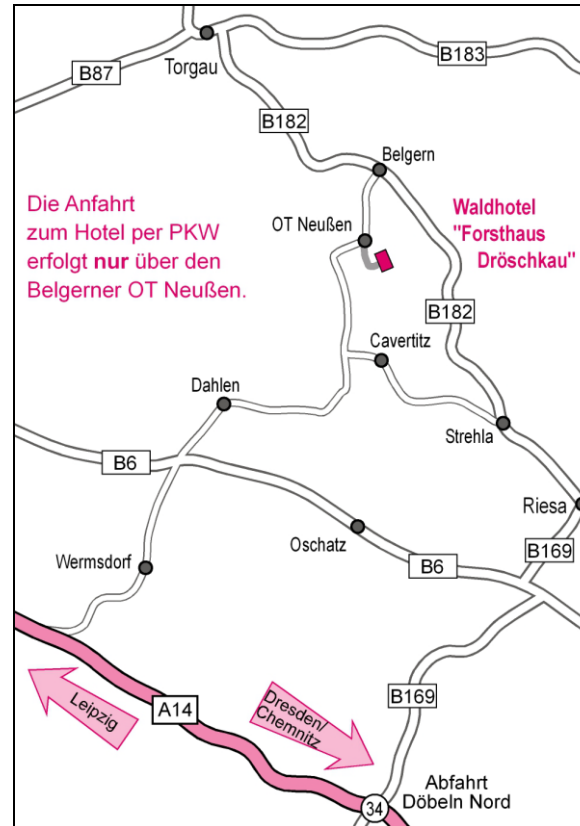 Torgau
B183
B87
B182
Belgern
Die Anfahrt
zum Hotel per PKW
erfolgt nur über den
Belgerner OT Neußen.
OT Neußen
Waldhotel
"Forsthaus
Dröschkau"
B182
Cavertitz
Dahlen
Strehla
B6
Riesa
Oschatz
B169
Wermsdorf
B6
B169
Leipzig
A14
Dresden/
Chemnitz
Abfahrt
Döbeln Nord
34